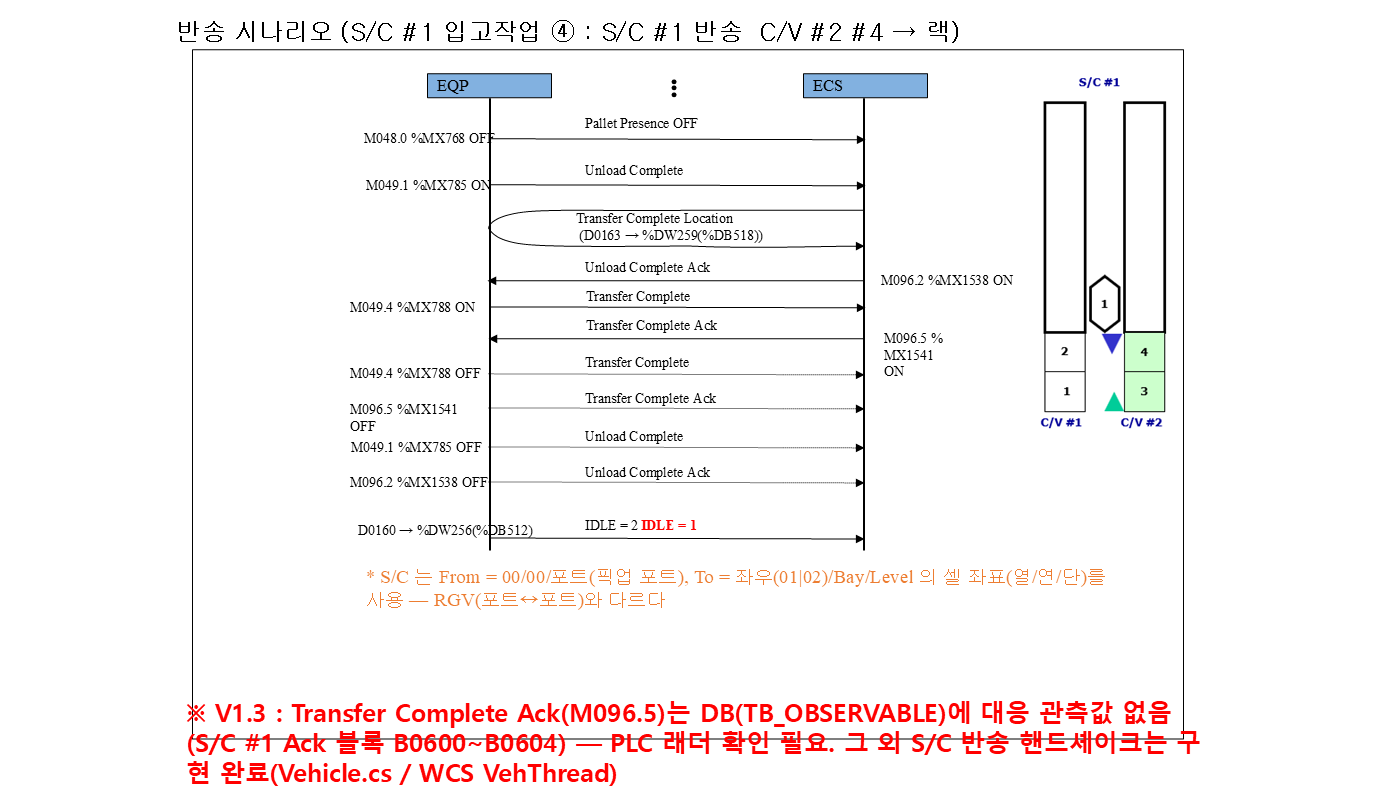 반송 시나리오 (S/C #1 입고작업 ④ : S/C #1 반송  C/V #2 #4 → 랙)
EQP
ECS
S/C #1
Pallet Presence OFF
M048.0 %MX768 OFF
Unload Complete
M049.1 %MX785 ON
Transfer Complete Location
(D0163 → %DW259(%DB518))
Unload Complete Ack
M096.2 %MX1538 ON
Transfer Complete
M049.4 %MX788 ON
1
Transfer Complete Ack
M096.5 %
MX1541
ON
2
4
Transfer Complete
M049.4 %MX788 OFF
1
3
Transfer Complete Ack
M096.5 %MX1541
OFF
C/V #1
C/V #2
Unload Complete
M049.1 %MX785 OFF
Unload Complete Ack
M096.2 %MX1538 OFF
IDLE = 2 IDLE = 1
D0160 → %DW256(%DB512)
* S/C 는 From = 00/00/포트(픽업 포트), To = 좌우(01|02)/Bay/Level 의 셀 좌표(열/연/단)를
사용 — RGV(포트↔포트)와 다르다
※ V1.3 : Transfer Complete Ack(M096.5)는 DB(TB_OBSERVABLE)에 대응 관측값 없음
(S/C #1 Ack 블록 B0600~B0604) — PLC 래더 확인 필요. 그 외 S/C 반송 핸드셰이크는 구
현 완료(Vehicle.cs / WCS VehThread)